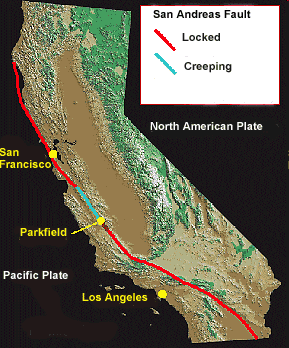 San Andreas Fault
Locked
Creeping
North American Plate
San
Francisco
Parkfield
Pacific Plate
Los Angeles